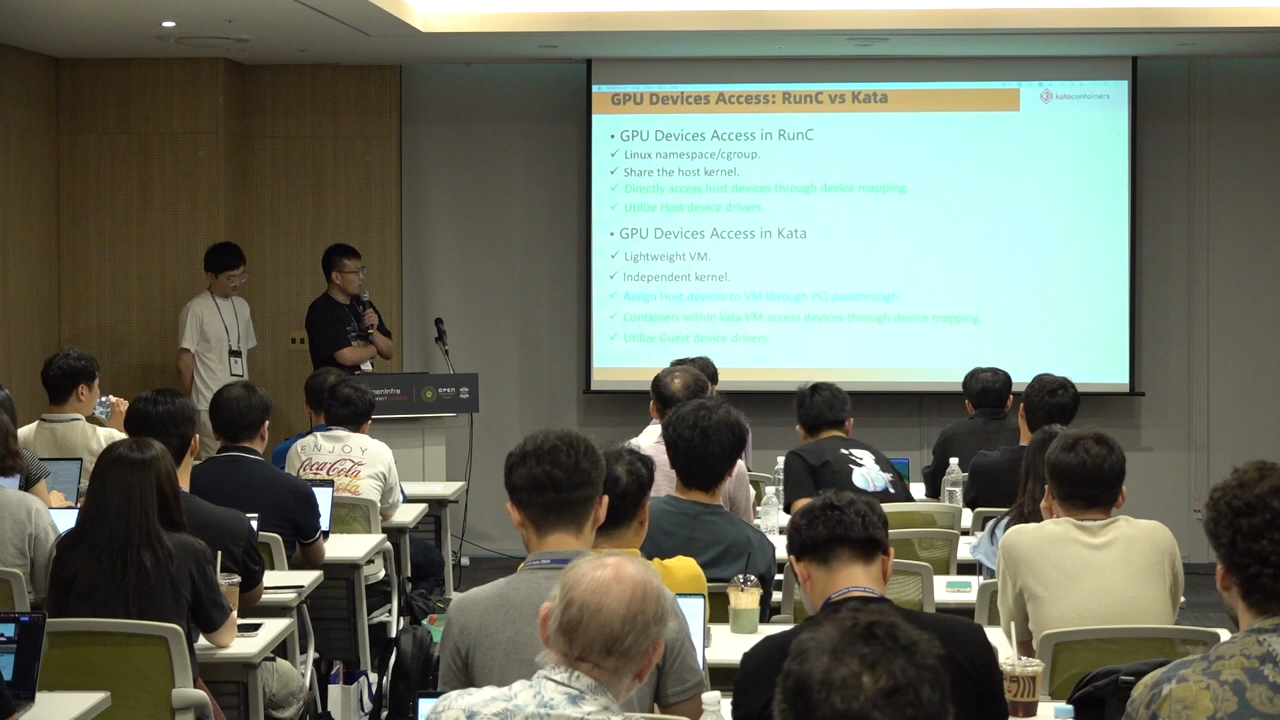 GPU Devices Access: RunC vs Kata
katacontainers
• GPU Devices Access in RunC
✓ Linux namespace/cgroup.
✓ Share the host kernel.
✓ Directly access host devices through device mapping.
✓ Utilize Host device drivers.
• GPU Devices Access in Kata
✓ Lightweight VM.
✓ Independent kernel.
✓ Assign Host devices to VM through PCI passthrough.
✓ Containers within kata VM access devices through device mapping.
✓ Utilize Guest device drivers.
OPEN
ENJOY
Coca-Cola